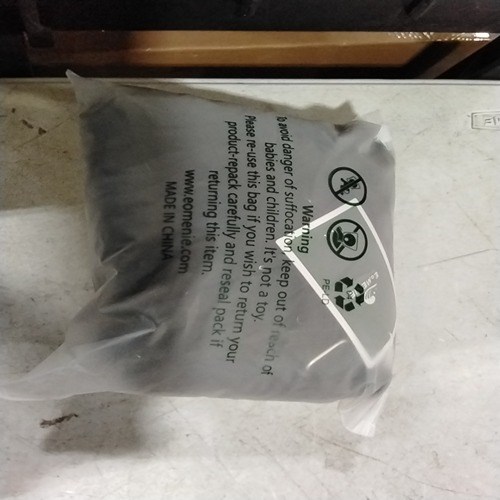 Warning
To avoid danger of suffocation keep out of reach of
babies and children. It's not a toy.
Please re-use this bag if you wish to return your
product-repack carefully and reseal pack if
returning this item.
www.eomenie.com
MADE IN CHINA
04